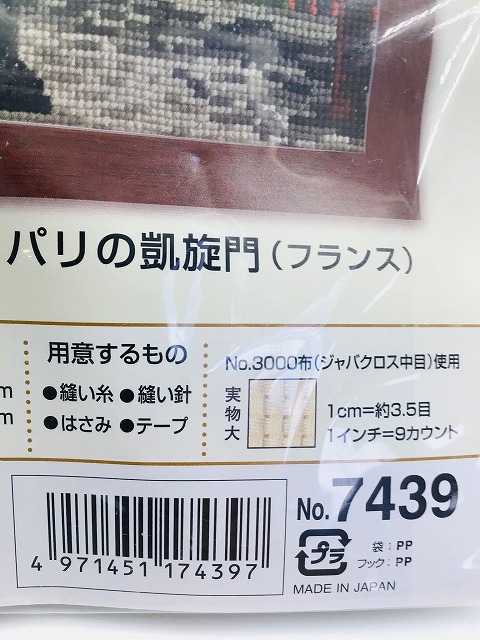 パリの凱旋門(フランス)
用意するもの
●縫い糸 ●縫い針
●はさみ ●テープ
m
m
No.3000布(ジャバクロス中目)使用
実物大
1cm=約3.5目
1インチ=9カウント
4 971451 174397
No. 7439
プラ
袋:PP
フック:PP
MADE IN JAPAN